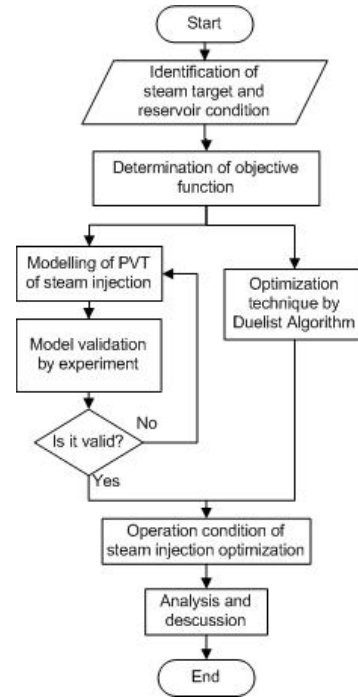 Start
Identification of
steam target and
reservoir condition
Determination of objective
function
Modelling of PVT
of steam injection
Optimization
technique by
Duelist Algorithm
Model validation
by experiment
Is it valid?
No
Yes
Operation condition of
steam injection optimization
Analysis and
descussion
End